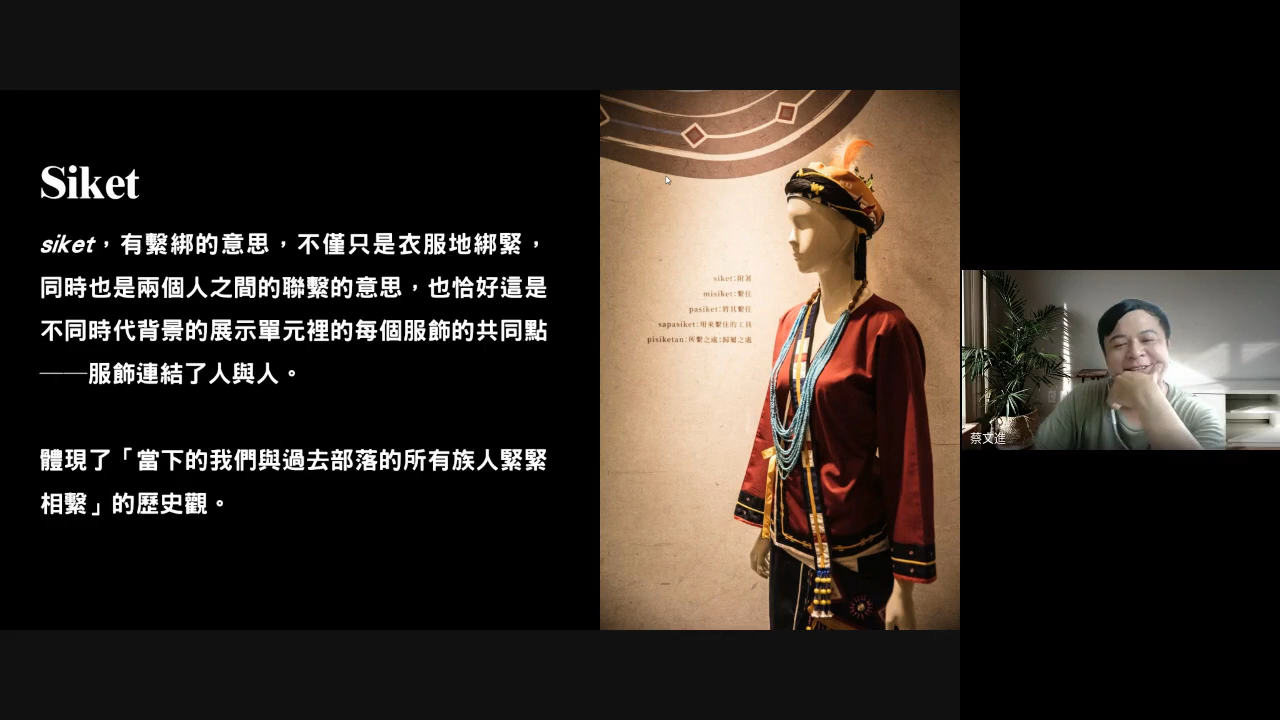 Siket
siket，有繫綁的意思，不僅只是衣服地綁緊，
同時也是兩個人之間的聯繫的意思，也恰好這是
不同時代背景的展示單元裡的每個服飾的共同點
——服飾連結了人與人。
體現了「當下的我們與過去部落的所有族人緊緊
相繫」的歷史觀。
siket:附著
misiket:繫住
pasiket:將其繫住
sapasiket:用來繫住的工具
pisiketan:所繫之處;歸屬之處
蔡文進